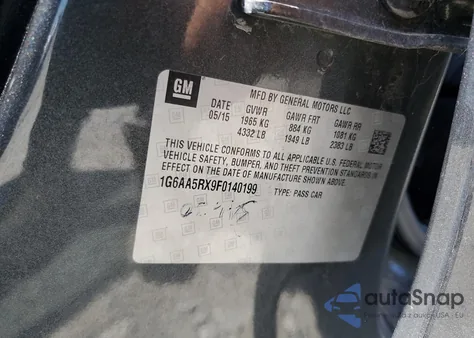 GM
MFD BY GENERAL MOTORS LLC
DATE GVWR GAWR FRT GAWR RR
05/15 1965 KG 884 KG 1081 KG
4332 LB 1949 LB 2383 LB
THIS VEHICLE CONFORMS TO ALL APPLICABLE U.S. FEDERAL MOTOR
VEHICLE SAFETY, BUMPER, AND THEFT PREVENTION STANDARDS IN
EFFECT ON THE DATE OF MANUFACTURE SHOWN ABOVE.
1G6AA5RX9F0140199 TYPE: PASS CAR
autoSnap